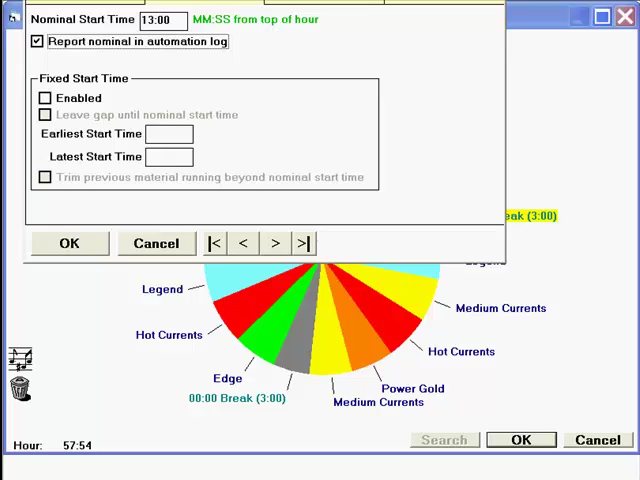 Nominal Start Time 13:00 MM:SS from top of hour
Report nominal in automation log
Fixed Start Time
Enabled
Leave gap until nominal start time
Earliest Start Time
Latest Start Time
Trim previous material running beyond nominal start time
OK Cancel |< < > >|
eak (3:00)
Legend
Legend
Medium Currents
Hot Currents
Hot Currents
Edge
Power Gold
00:00 Break (3:00)
Medium Currents
Hour: 57:54
Search OK Cancel